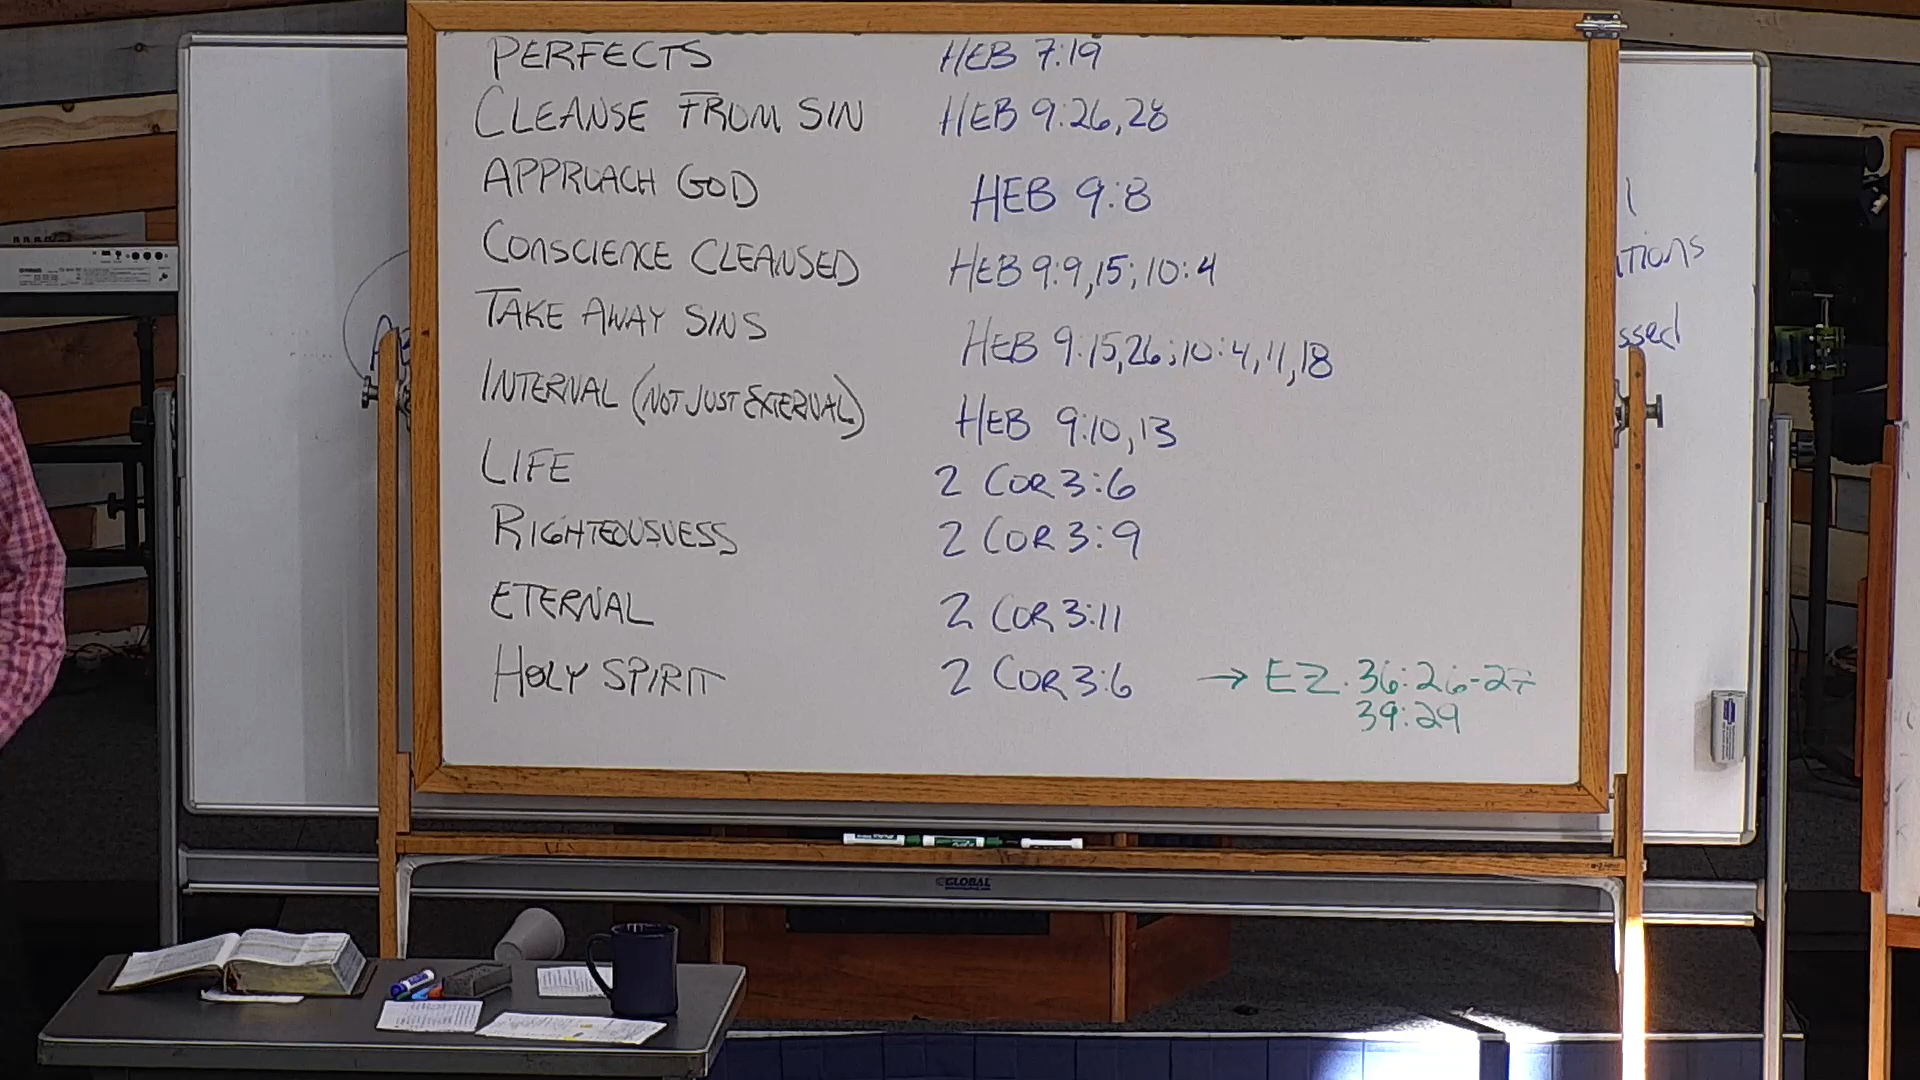 PERFECTS HEB 7:19
CLEANSE FROM SIN HEB 9:26,28
APPROACH GOD HEB 9:8
CONSCIENCE CLEANSED HEB 9:9,15; 10:4
TAKE AWAY SINS HEB 9:15,26; 10:4,11,18
INTERNAL (NOT JUST EXTERNAL) HEB 9:10,13
LIFE 2 COR 3:6
RIGHTEOUSNESS 2 COR 3:9
ETERNAL 2 COR 3:11
HOLY SPIRIT 2 COR 3:6 → EZ. 36:26-27
39:29
GLOBAL